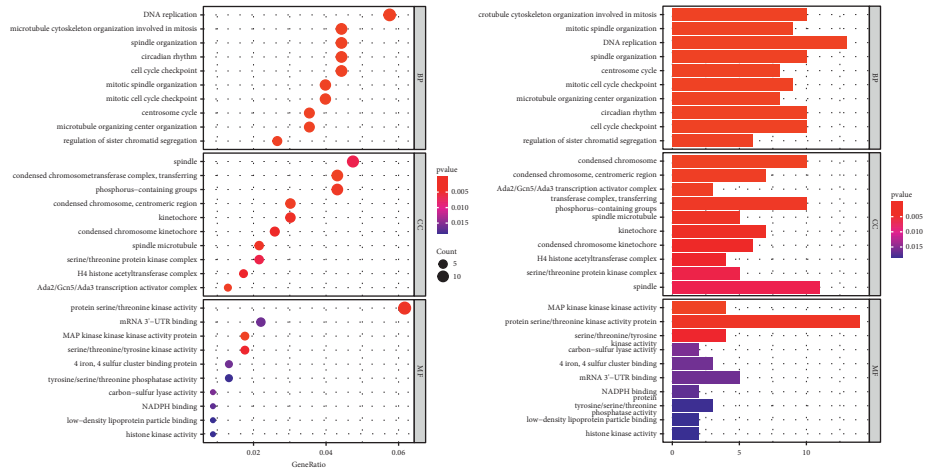 DNA replication
microtubule cytoskeleton organization involved in mitosis
spindle organization
circadian rhythm
cell cycle checkpoint
mitotic spindle organization
mitotic cell cycle checkpoint
centrosome cycle
microtubule organizing center organization
regulation of sister chromatid segregation
BP
spindle
condensed chromosometransferase complex, transferring
phosphorus−containing groups
condensed chromosome, centromeric region
kinetochore
condensed chromosome kinetochore
spindle microtubule
serine/threonine protein kinase complex
H4 histone acetyltransferase complex
Ada2/Gcn5/Ada3 transcription activator complex
CC
protein serine/threonine kinase activity
mRNA 3′−UTR binding
MAP kinase kinase kinase activity protein
serine/threonine/tyrosine kinase activity
4 iron, 4 sulfur cluster binding protein
tyrosine/serine/threonine phosphatase activity
carbon−sulfur lyase activity
NADPH binding
low−density lipoprotein particle binding
histone kinase activity
MF
0.02 0.04 0.06
GeneRatio
pvalue
0.005
0.010
0.015
Count
5
10
crotubule cytoskeleton organization involved in mitosis
mitotic spindle organization
DNA replication
spindle organization
centrosome cycle
mitotic cell cycle checkpoint
microtubule organizing center organization
circadian rhythm
cell cycle checkpoint
regulation of sister chromatid segregation
BP
condensed chromosome
condensed chromosome, centromeric region
Ada2/Gcn5/Ada3 transcription activator complex
transferase complex, transferring
phosphorus−containing groups
spindle microtubule
kinetochore
condensed chromosome kinetochore
H4 histone acetyltransferase complex
serine/threonine protein kinase complex
spindle
CC
MAP kinase kinase kinase activity
protein serine/threonine kinase activity protein
serine/threonine/tyrosine
kinase activity
carbon−sulfur lyase activity
4 iron, 4 sulfur cluster binding
mRNA 3′−UTR binding
NADPH binding
protein
tyrosine/serine/threonine
phosphatase activity
low−density lipoprotein particle binding
histone kinase activity
MF
0 5 10
pvalue
0.005
0.010
0.015